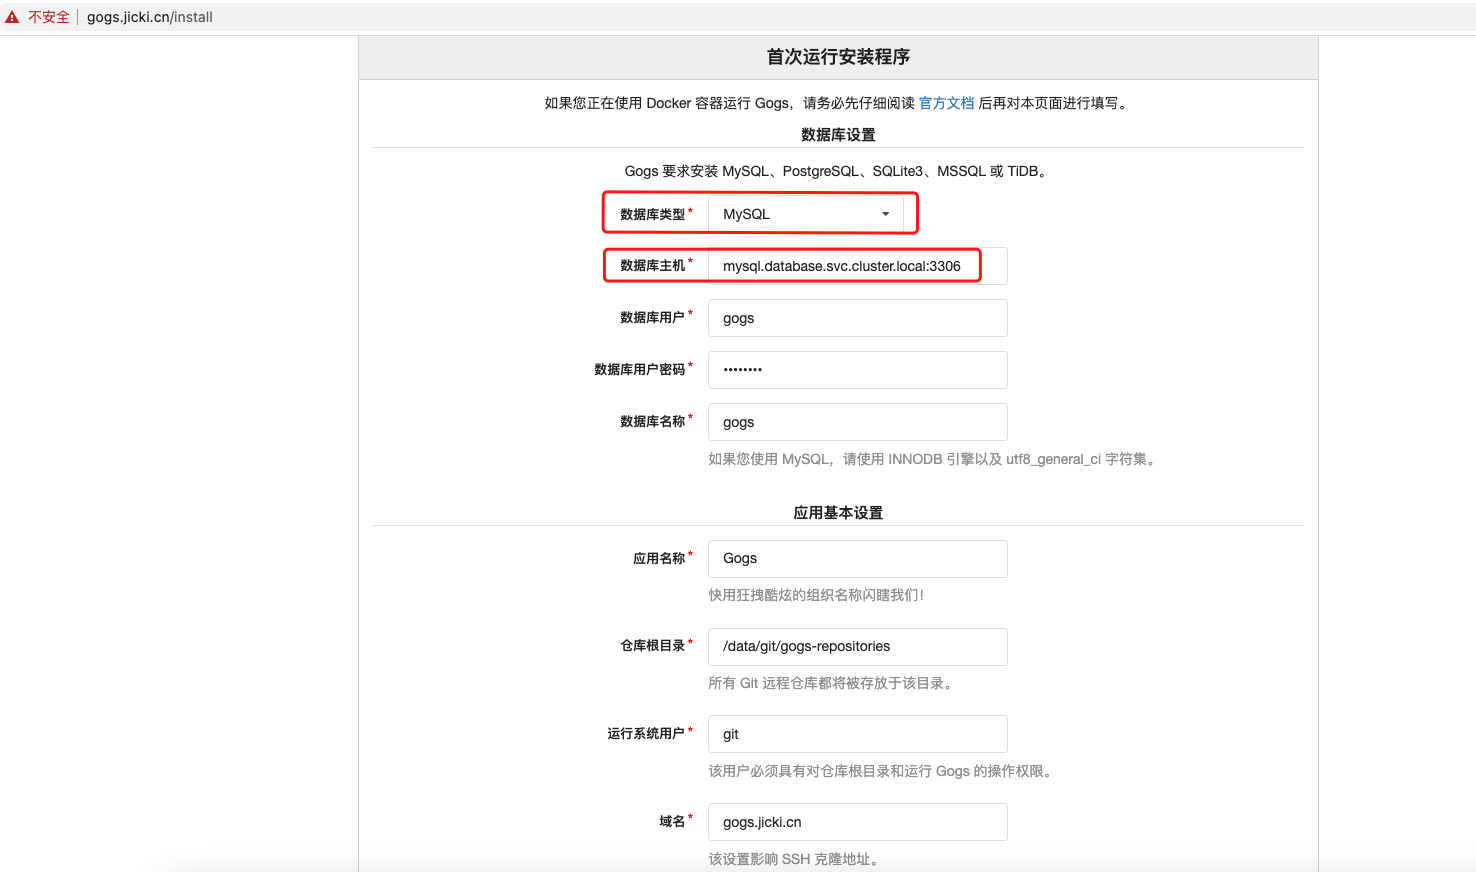 不安全 gogs.jicki.cn/install
首次运行安装程序
如果您正在使用 Docker 容器运行 Gogs，请务必先仔细阅读 官方文档 后再对本页面进行填写。
数据库设置
Gogs 要求安装 MySQL、PostgreSQL、SQLite3、MSSQL 或 TiDB。
数据库类型* MySQL
数据库主机* mysql.database.svc.cluster.local:3306
数据库用户* gogs
数据库用户密码* ••••••••
数据库名称* gogs
如果您使用 MySQL，请使用 INNODB 引擎以及 utf8_general_ci 字符集。
应用基本设置
应用名称* Gogs
快用狂拽酷炫的组织名称闪瞎我们！
仓库根目录* /data/git/gogs-repositories
所有 Git 远程仓库都将被存放于该目录。
运行系统用户* git
该用户必须具有对仓库根目录和运行 Gogs 的操作权限。
域名* gogs.jicki.cn
该设置影响 SSH 克隆地址。